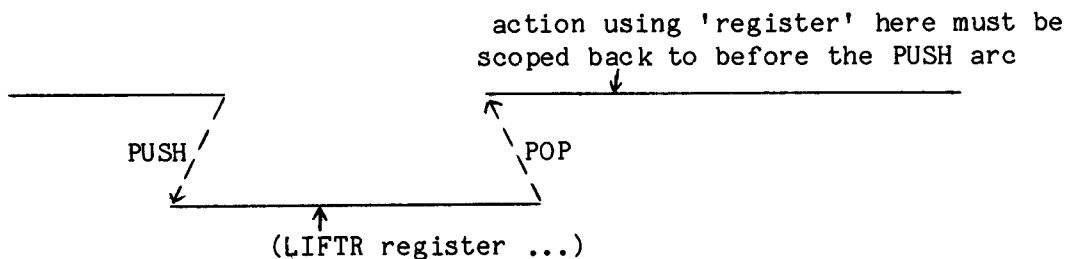 action using 'register' here must be
scoped back to before the PUSH arc
PUSH
POP
(LIFTR register ...)